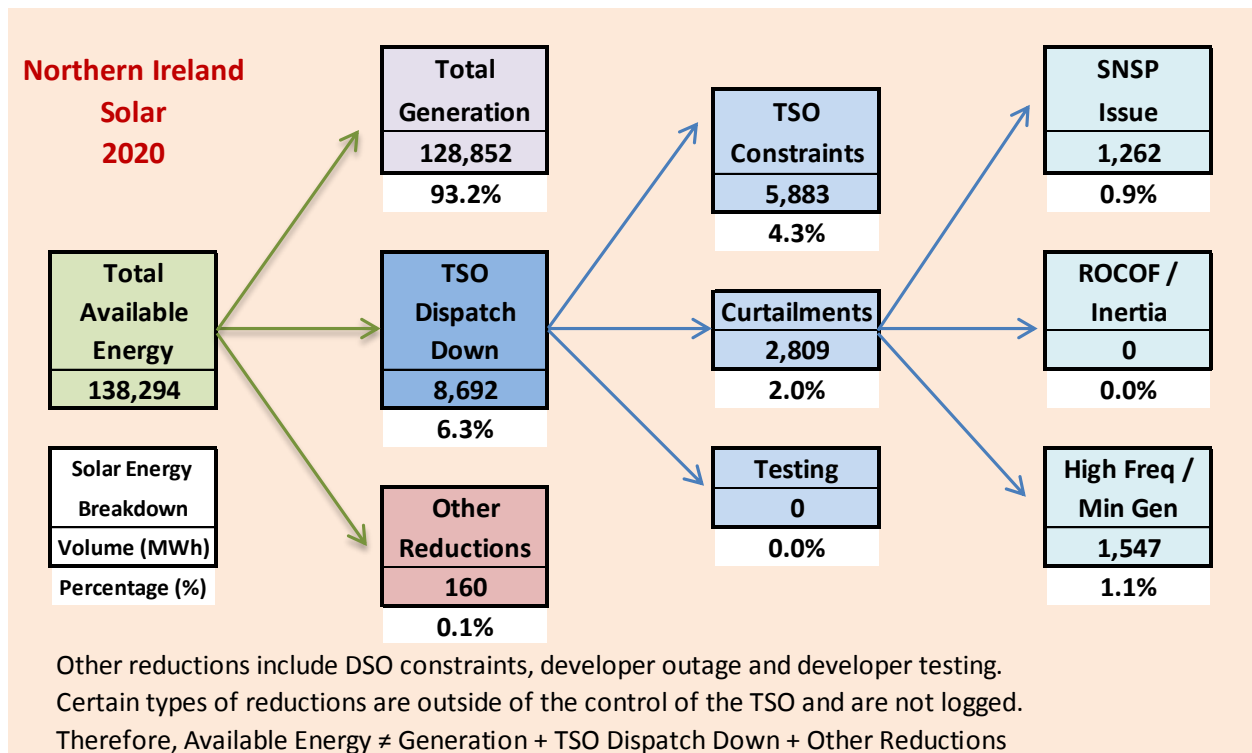 Northern Ireland
Solar
2020
Total
Generation
128,852
93.2%
Total
Available
Energy
138,294
TSO
Dispatch
Down
8,692
6.3%
Other
Reductions
160
0.1%
TSO
Constraints
5,883
4.3%
Curtailments
2,809
2.0%
Testing
0
0.0%
SNSP
Issue
1,262
0.9%
ROCOF /
Inertia
0
0.0%
High Freq /
Min Gen
1,547
1.1%
Solar Energy
Breakdown
Volume (MWh)
Percentage (%)
Other reductions include DSO constraints, developer outage and developer testing.
Certain types of reductions are outside of the control of the TSO and are not logged.
Therefore, Available Energy ≠ Generation + TSO Dispatch Down + Other Reductions